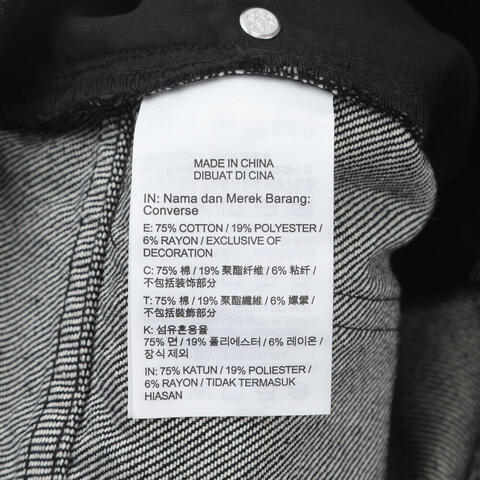 MADE IN CHINA
DIBUAT DI CINA
IN: Nama dan Merek Barang:
Converse
E: 75% COTTON / 19% POLYESTER /
6% RAYON / EXCLUSIVE OF
DECORATION
C: 75% 棉 / 19% 聚酯纤维 / 6% 粘纤 /
不包括装饰部分
T: 75% 棉 / 19% 聚酯纖維 / 6% 嫘縈 /
不包括裝飾部分
K: 섬유혼용율
75% 면 / 19% 폴리에스터 / 6% 레이온 /
장식 제외
IN: 75% KATUN / 19% POLIESTER /
6% RAYON / TIDAK TERMASUK
HIASAN